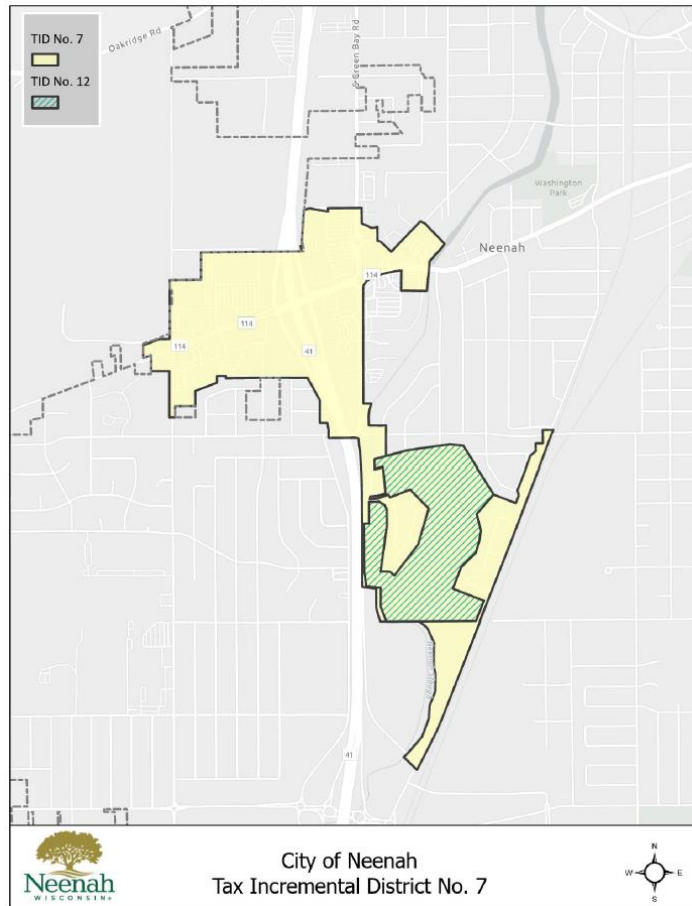 TID No. 7
TID No. 12
Oakridge Rd
S Green Bay Rd
Washington
Park
Neenah
114
114
114
41
41
Neenah
WISCONSIN
City of Neenah
Tax Incremental District No. 7
N
W
E
S